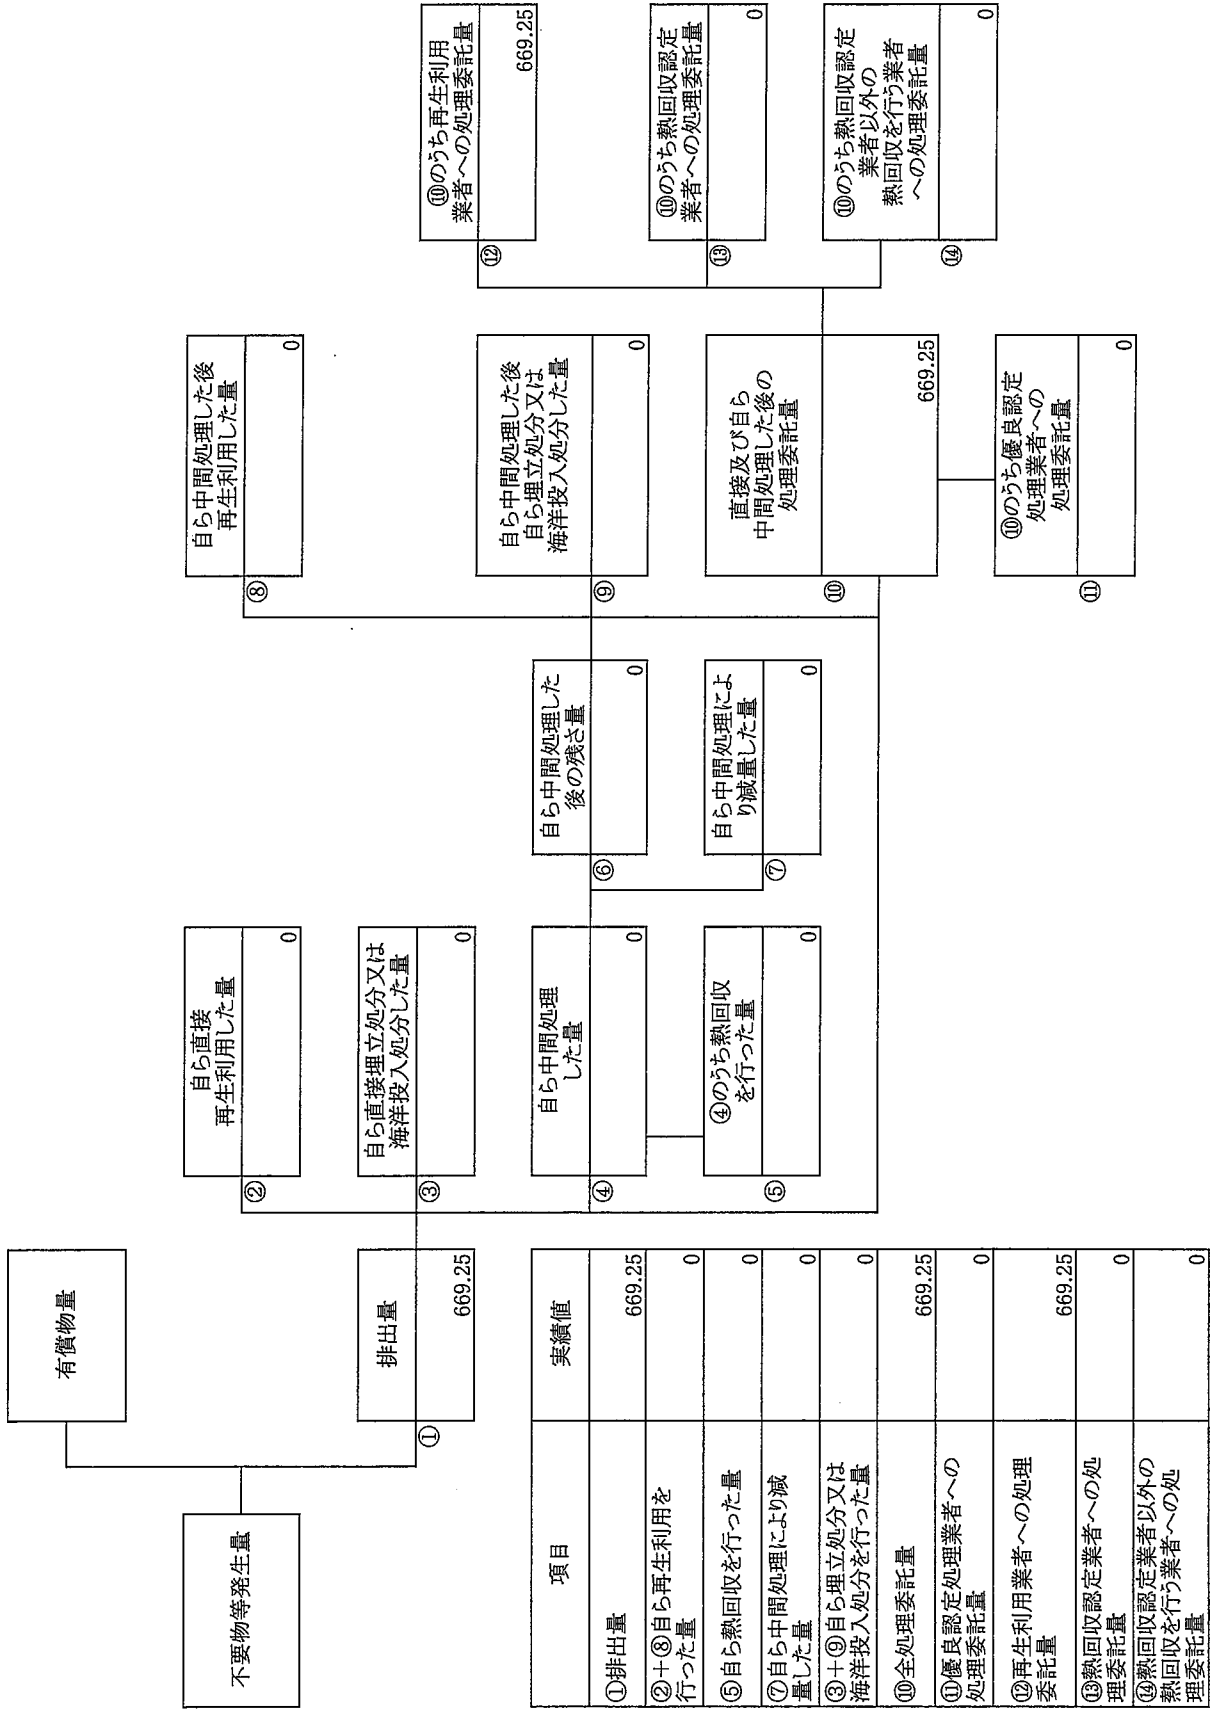 不要物等発生量
有償物量
①
排出量
669.25
②
自ら直接
再生利用した量
0
③
自ら直接埋立処分又は
海洋投入処分した量
0
④
自ら中間処理
した量
0
⑤
④のうち熱回収
を行った量
0
⑥
自ら中間処理した
後の残さ量
0
⑦
自ら中間処理によ
り減量した量
0
⑧
自ら中間処理した後
再生利用した量
0
⑨
自ら中間処理した後
自ら埋立処分又は
海洋投入処分した量
0
⑩
直接及び自ら
中間処理した後の
処理委託量
669.25
⑪
⑩のうち優良認定
処理業者への
処理委託量
0
⑫
⑩のうち再生利用
業者への処理委託量
669.25
⑬
⑩のうち熱回収認定
業者への処理委託量
0
⑭
⑩のうち熱回収認定
業者以外の
熱回収を行う業者
への処理委託量
0
項目 実績値
①排出量 669.25
②+⑧自ら再生利用を
行った量 0
⑤自ら熱回収を行った量 0
⑦自ら中間処理により減
量した量 0
③+⑨自ら埋立処分又は
海洋投入処分を行った量 0
⑩全処理委託量 669.25
⑪優良認定処理業者への
処理委託量 0
⑫再生利用業者への処理
委託量 669.25
⑬熱回収認定業者への処
理委託量 0
⑭熱回収認定業者以外の
熱回収を行う業者への処
理委託量 0